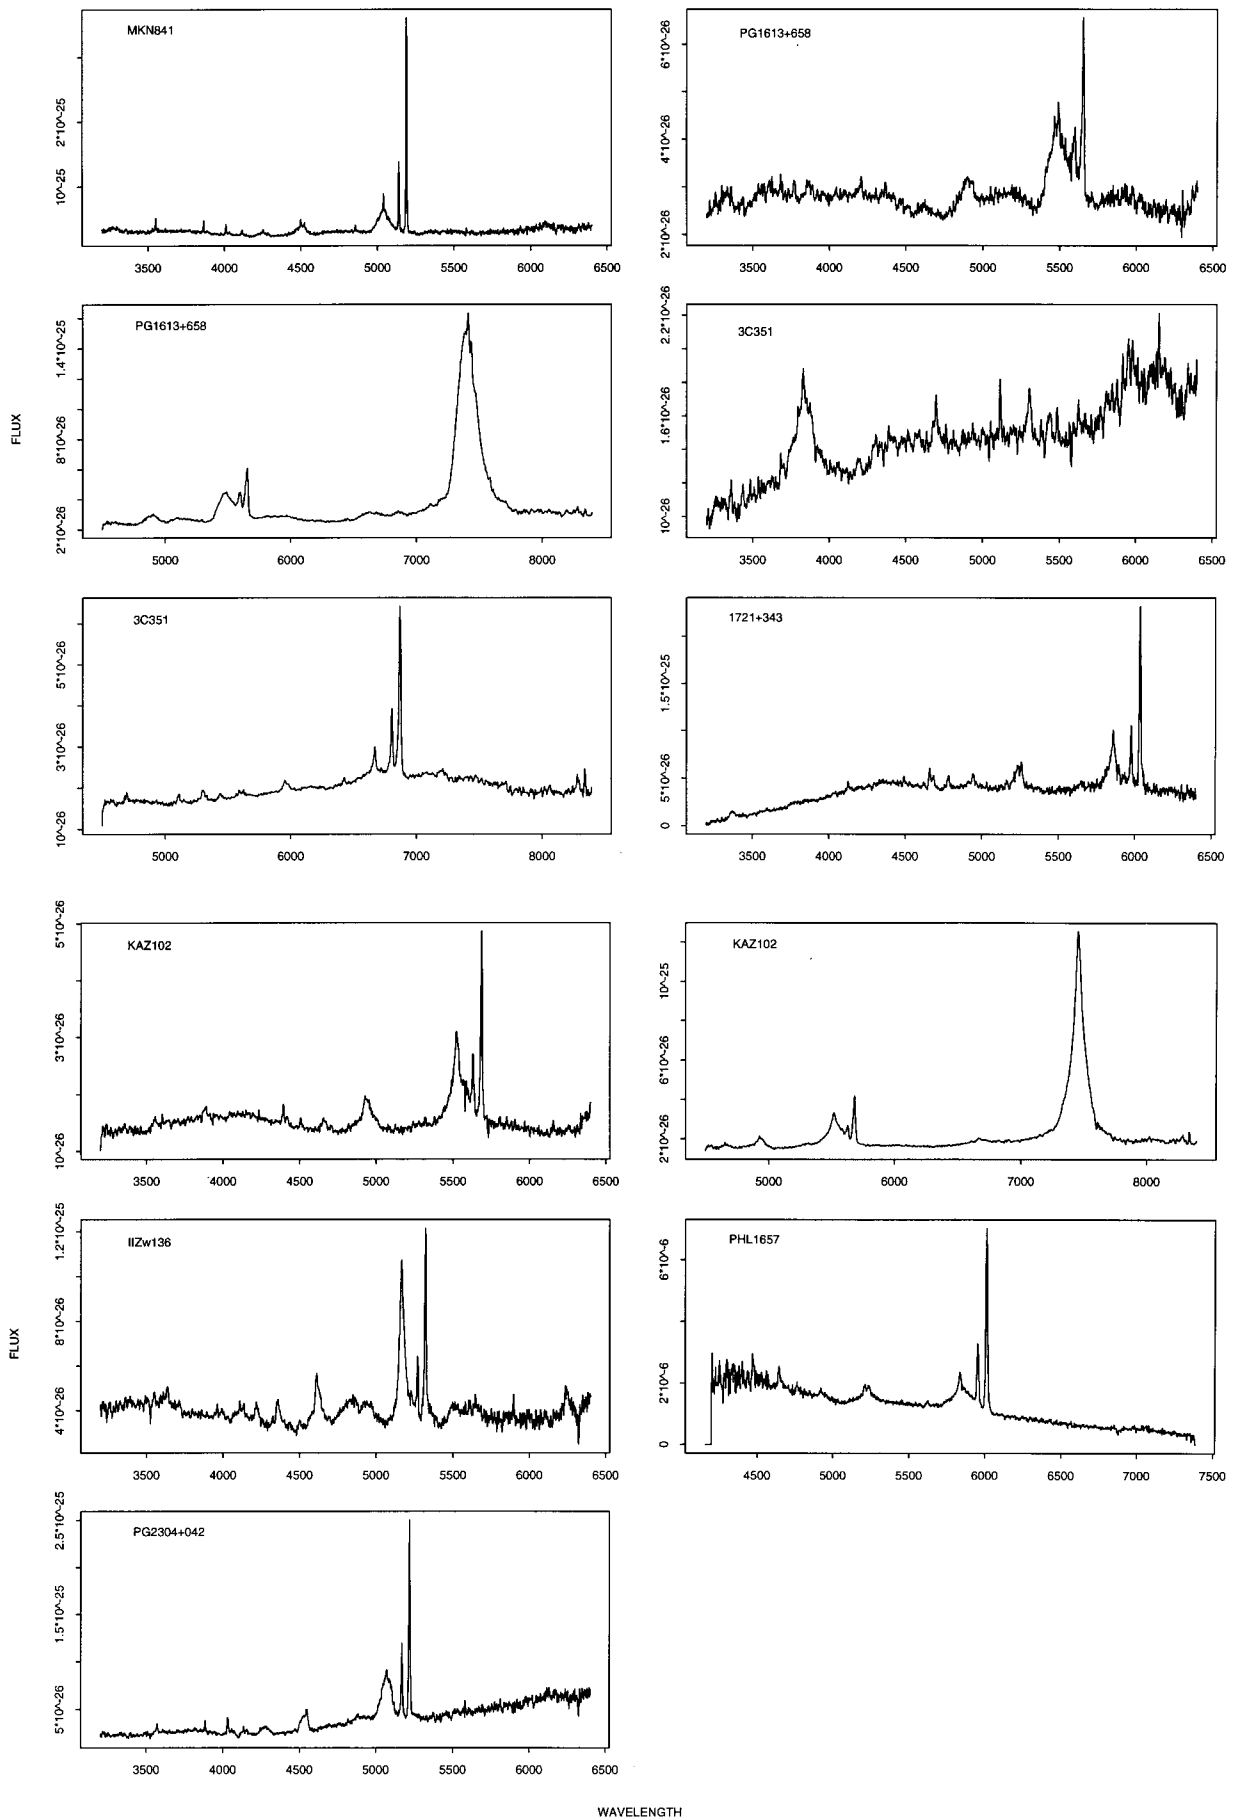 MKN841
10^-25 2*10^-25
3500 4000 4500 5000 5500 6000 6500
PG1613+658
2*10^-26 4*10^-26 6*10^-26
3500 4000 4500 5000 5500 6000 6500
PG1613+658
2*10^-26 8*10^-26 1.4*10^-25
5000 6000 7000 8000
FLUX
3C351
10^-26 1.6*10^-26 2.2*10^-26
3500 4000 4500 5000 5500 6000 6500
3C351
10^-26 3*10^-26 5*10^-26
5000 6000 7000 8000
1721+343
0 5*10^-26 1.5*10^-25
3500 4000 4500 5000 5500 6000 6500
KAZ102
10^-26 3*10^-26 5*10^-26
3500 4000 4500 5000 5500 6000 6500
KAZ102
2*10^-26 6*10^-26 10^-25
5000 6000 7000 8000
IIZw136
4*10^-26 8*10^-26 1.2*10^-25
3500 4000 4500 5000 5500 6000 6500
FLUX
PHL1657
0 2*10^-6 6*10^-6
4500 5000 5500 6000 6500 7000 7500
PG2304+042
5*10^-26 1.5*10^-25 2.5*10^-25
3500 4000 4500 5000 5500 6000 6500
WAVELENGTH